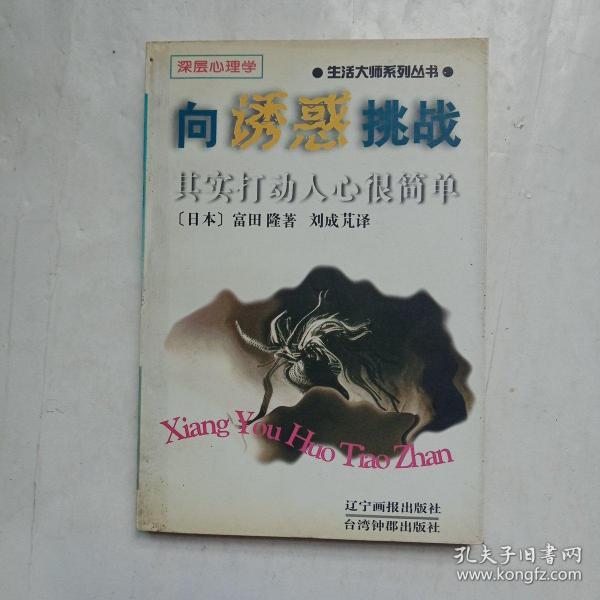 深层心理学
●生活大师系列丛书●
向诱惑挑战
其实打动人心很简单
〔日本〕富田 隆著 刘成芃译
Xiang You Huo Tiao Zhan
辽宁画报出版社
台湾钟郡出版社
孔夫子旧书网
www.kongfz.com